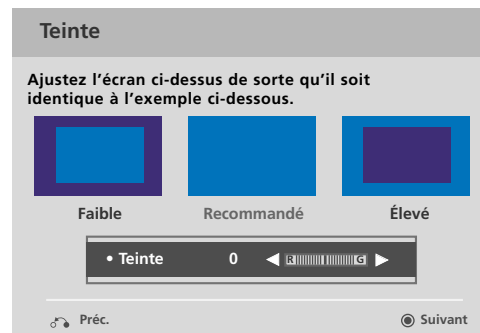 Teinte
Ajustez l'écran ci-dessus de sorte qu'il soit
identique à l'exemple ci-dessous.
Faible Recommandé Élevé
• Teinte 0 R G
Préc. Suivant